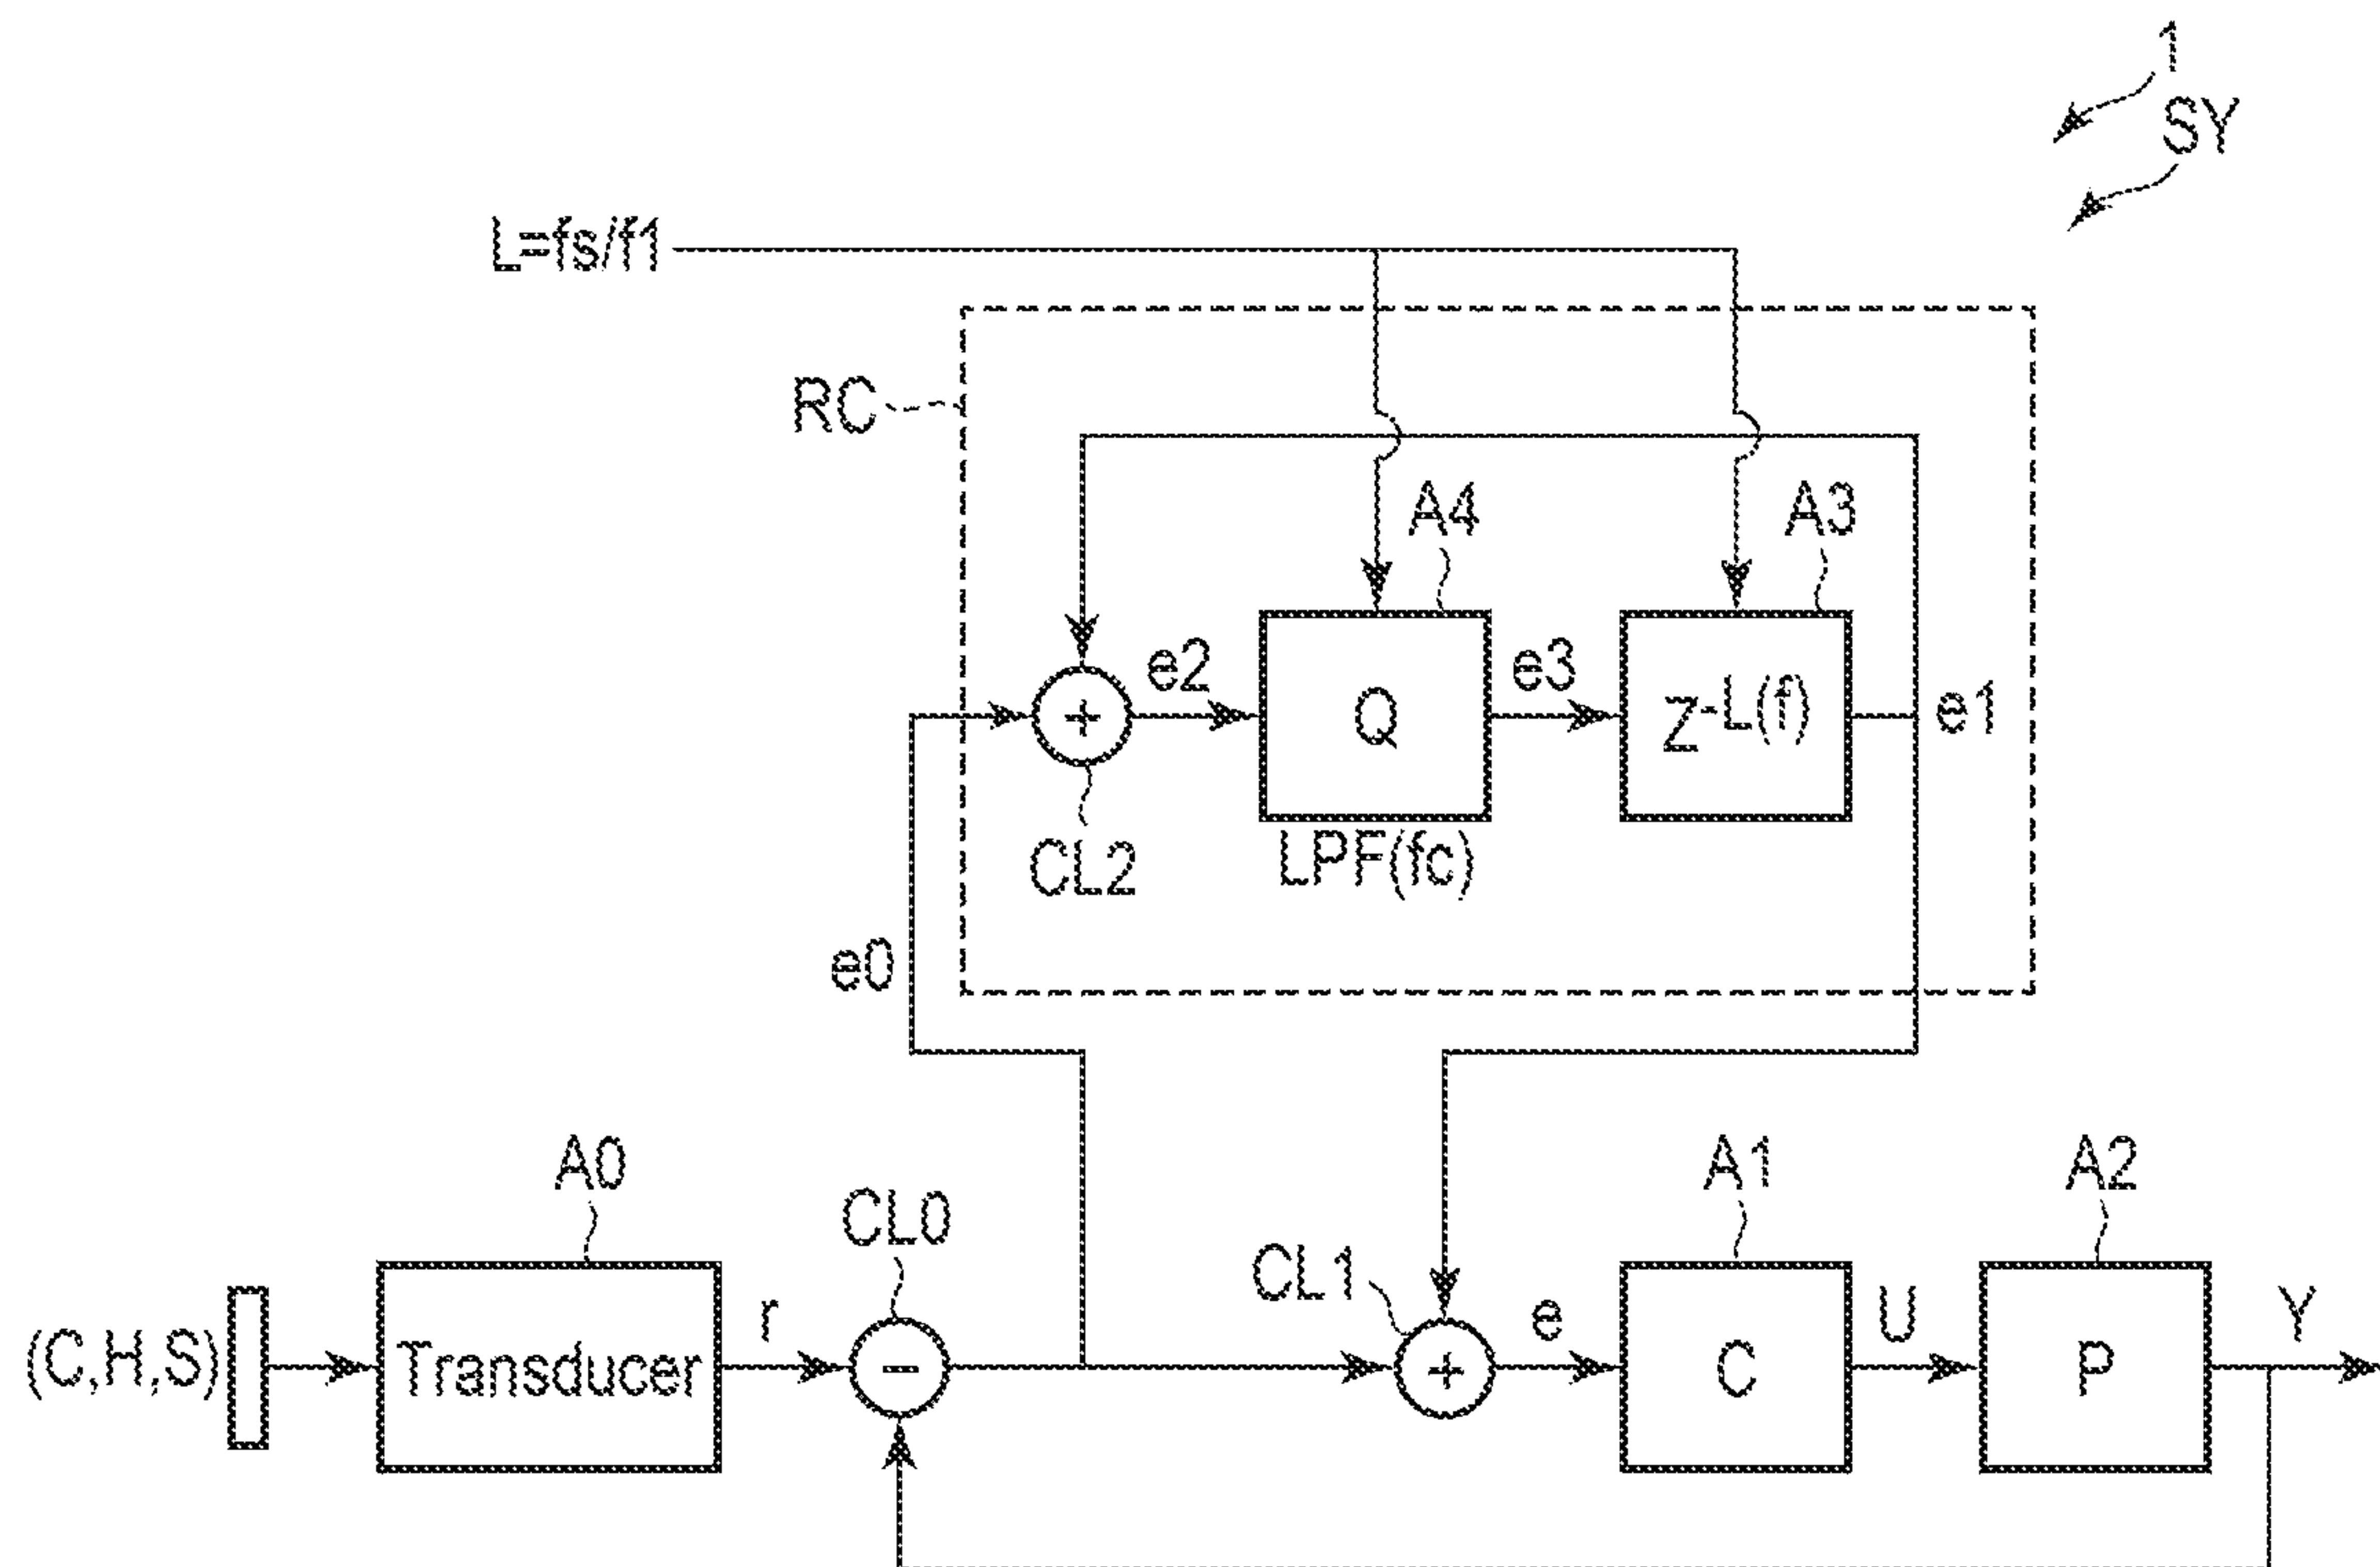 1
SY
L=fs/f1
RC
A4
A3
e2
e3
+
Q
Z-L(f)
e1
CL2
LPF(fc)
e0
A0
CL0
CL1
A1
A2
(C,H,S)
Transducer
r
-
+
e
C
U
P
Y